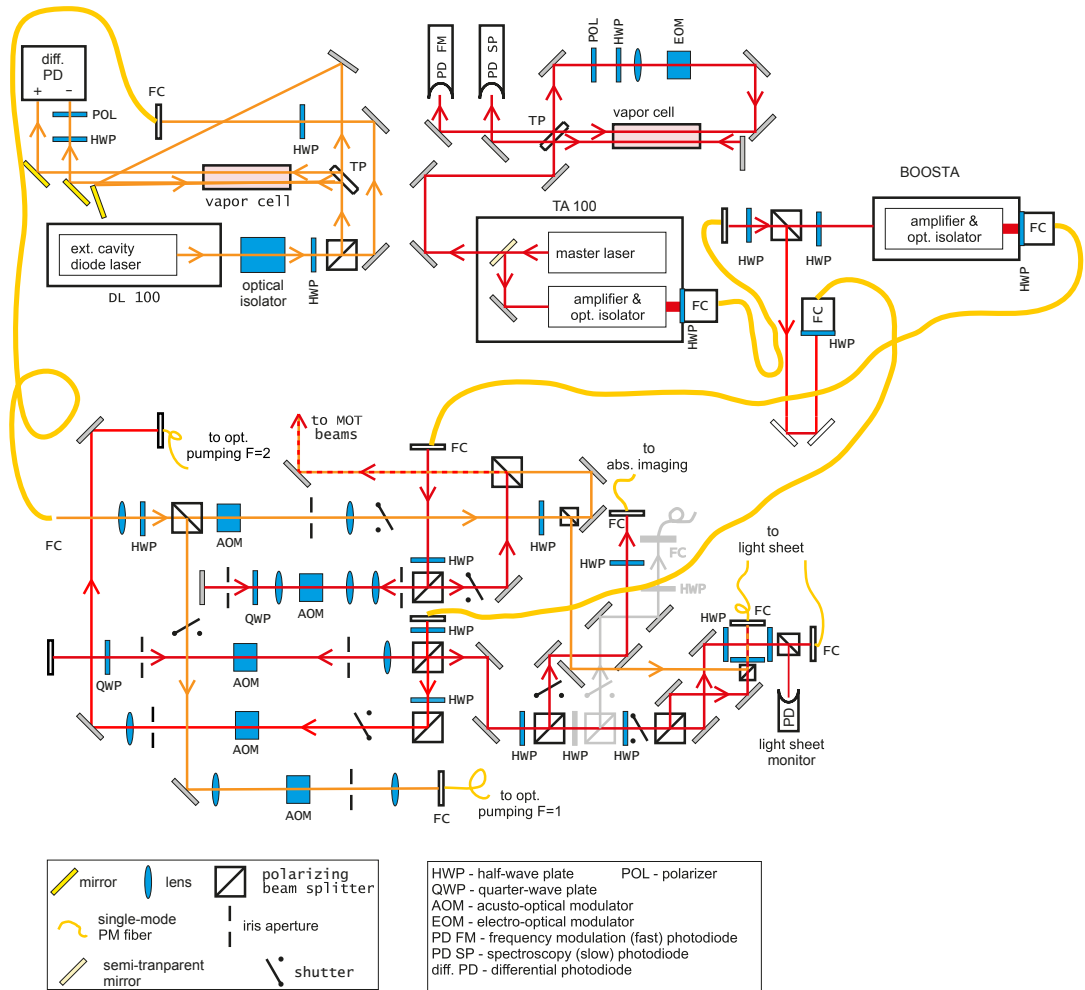 diff.
PD
+ −
POL
HWP
FC
HWP
TP
vapor cell
ext. cavity
diode laser
DL 100
optical
isolator
HWP
PD FM
PD SP
POL
HWP
EOM
TP
vapor cell
TA 100
master laser
amplifier &
opt. isolator
FC
HWP
BOOSTA
amplifier &
opt. isolator
FC
HWP
HWP
HWP
FC
HWP
to opt.
pumping F=2
to MOT
beams
FC
to
abs. imaging
FC
HWP
AOM
HWP
FC
FC
HWP
HWP
HWP
QWP
AOM
to
light sheet
HWP
FC
HWP
FC
QWP
AOM
HWP
AOM
HWP
HWP
HWP
PD
light sheet
monitor
AOM
FC
to opt.
pumping F=1
mirror
lens
polarizing
beam splitter
single-mode
PM fiber
iris aperture
semi-tranparent
mirror
shutter
HWP - half-wave plate POL - polarizer
QWP - quarter-wave plate
AOM - acusto-optical modulator
EOM - electro-optical modulator
PD FM - frequency modulation (fast) photodiode
PD SP - spectroscopy (slow) photodiode
diff. PD - differential photodiode